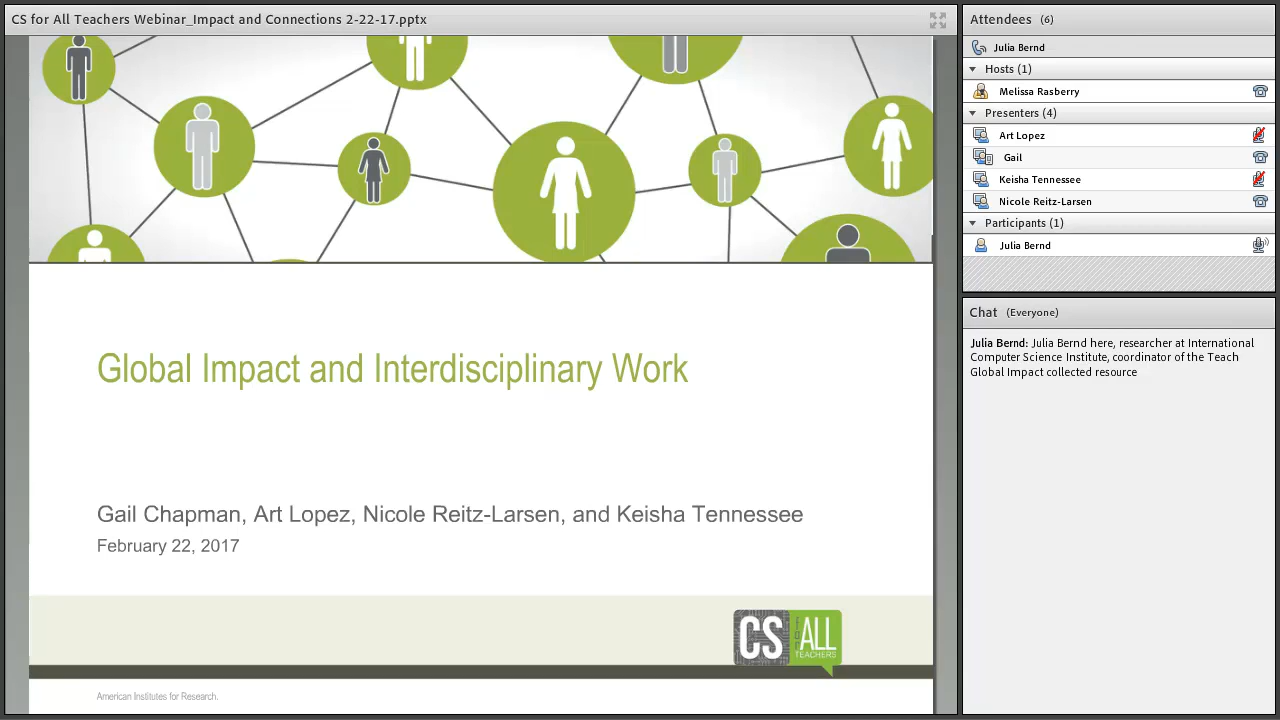 CS for All Teachers Webinar_Impact and Connections 2-22-17.pptx
Global Impact and Interdisciplinary Work
Gail Chapman, Art Lopez, Nicole Reitz-Larsen, and Keisha Tennessee
February 22, 2017
CS FOR ALL
TEACHERS
American Institutes for Research.
Attendees (6)
Julia Bernd
Hosts (1)
Melissa Rasberry
Presenters (4)
Art Lopez
Gail
Keisha Tennessee
Nicole Reitz-Larsen
Participants (1)
Julia Bernd
Chat (Everyone)
Julia Bernd: Julia Bernd here, researcher at International
Computer Science Institute, coordinator of the Teach
Global Impact collected resource